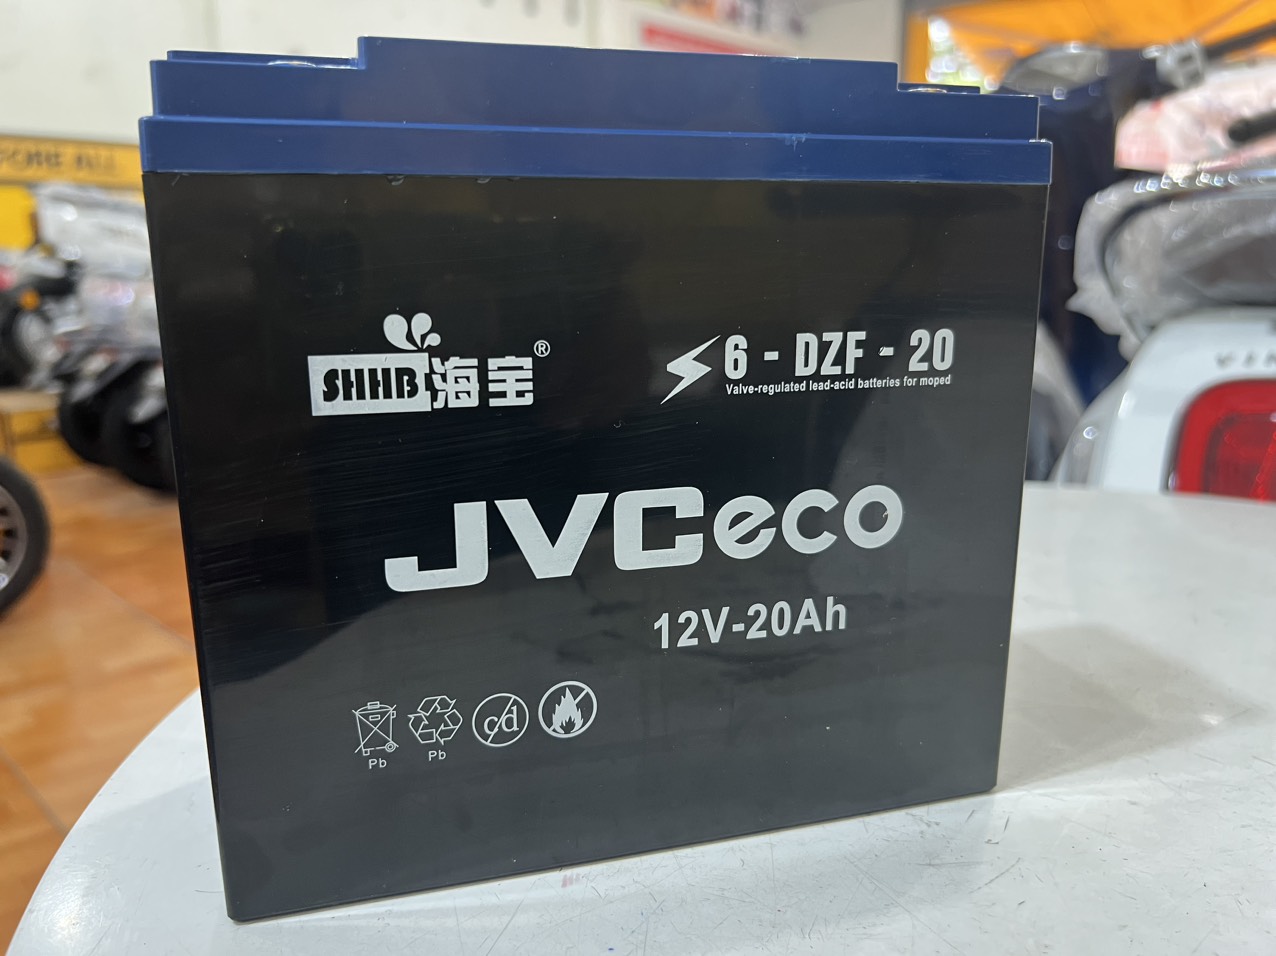 SHHB海宝®
6 - DZF - 20
Valve-regulated lead-acid batteries for moped
JVCeco
12V-20Ah
cd
Pb
Pb